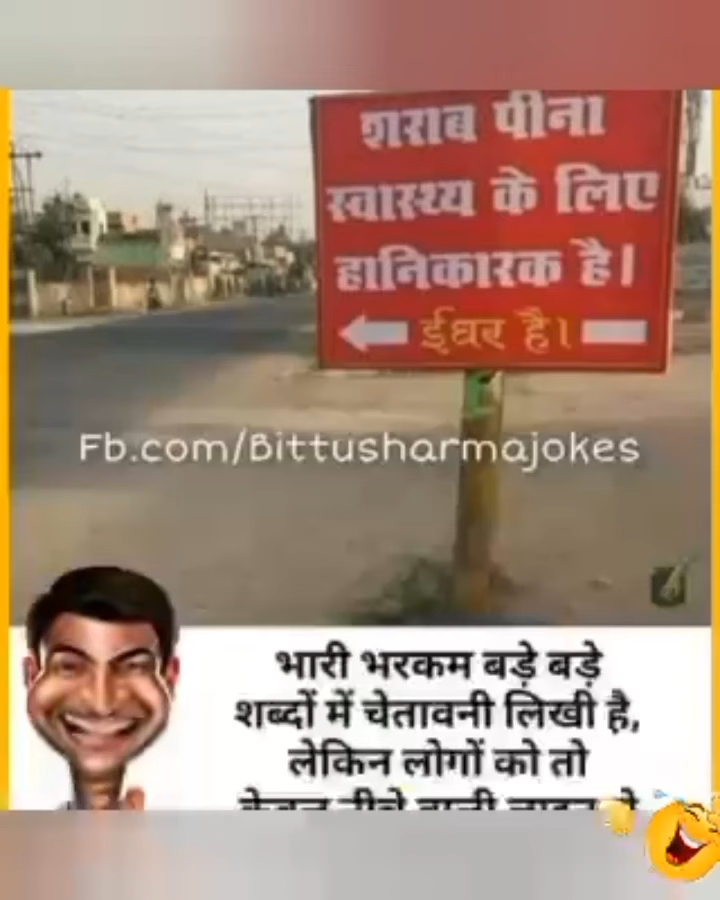 शराब पीना
स्वास्थ्य के लिए
हानिकारक है।
ईधर है।
Fb.com/Bittusharmajokes
भारी भरकम बड़े बड़े
शब्दों में चेतावनी लिखी है,
लेकिन लोगों को तो